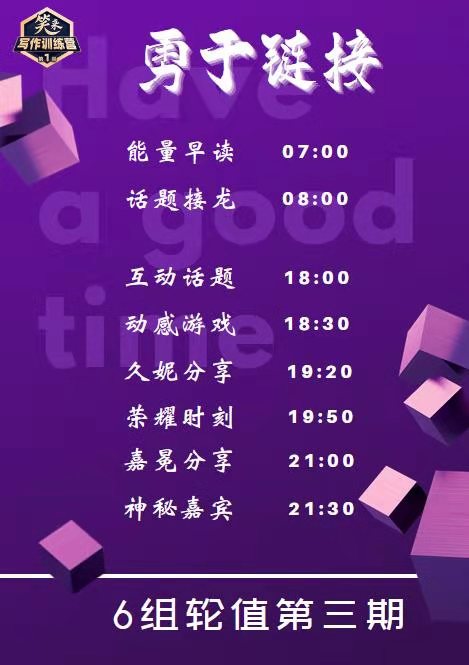 笑来
写作训练营
第1期
勇于链接
Have
a good
time
能量早读 07:00
话题接龙 08:00
互动话题 18:00
动感游戏 18:30
久妮分享 19:20
荣耀时刻 19:50
嘉冕分享 21:00
神秘嘉宾 21:30
6组轮值第三期